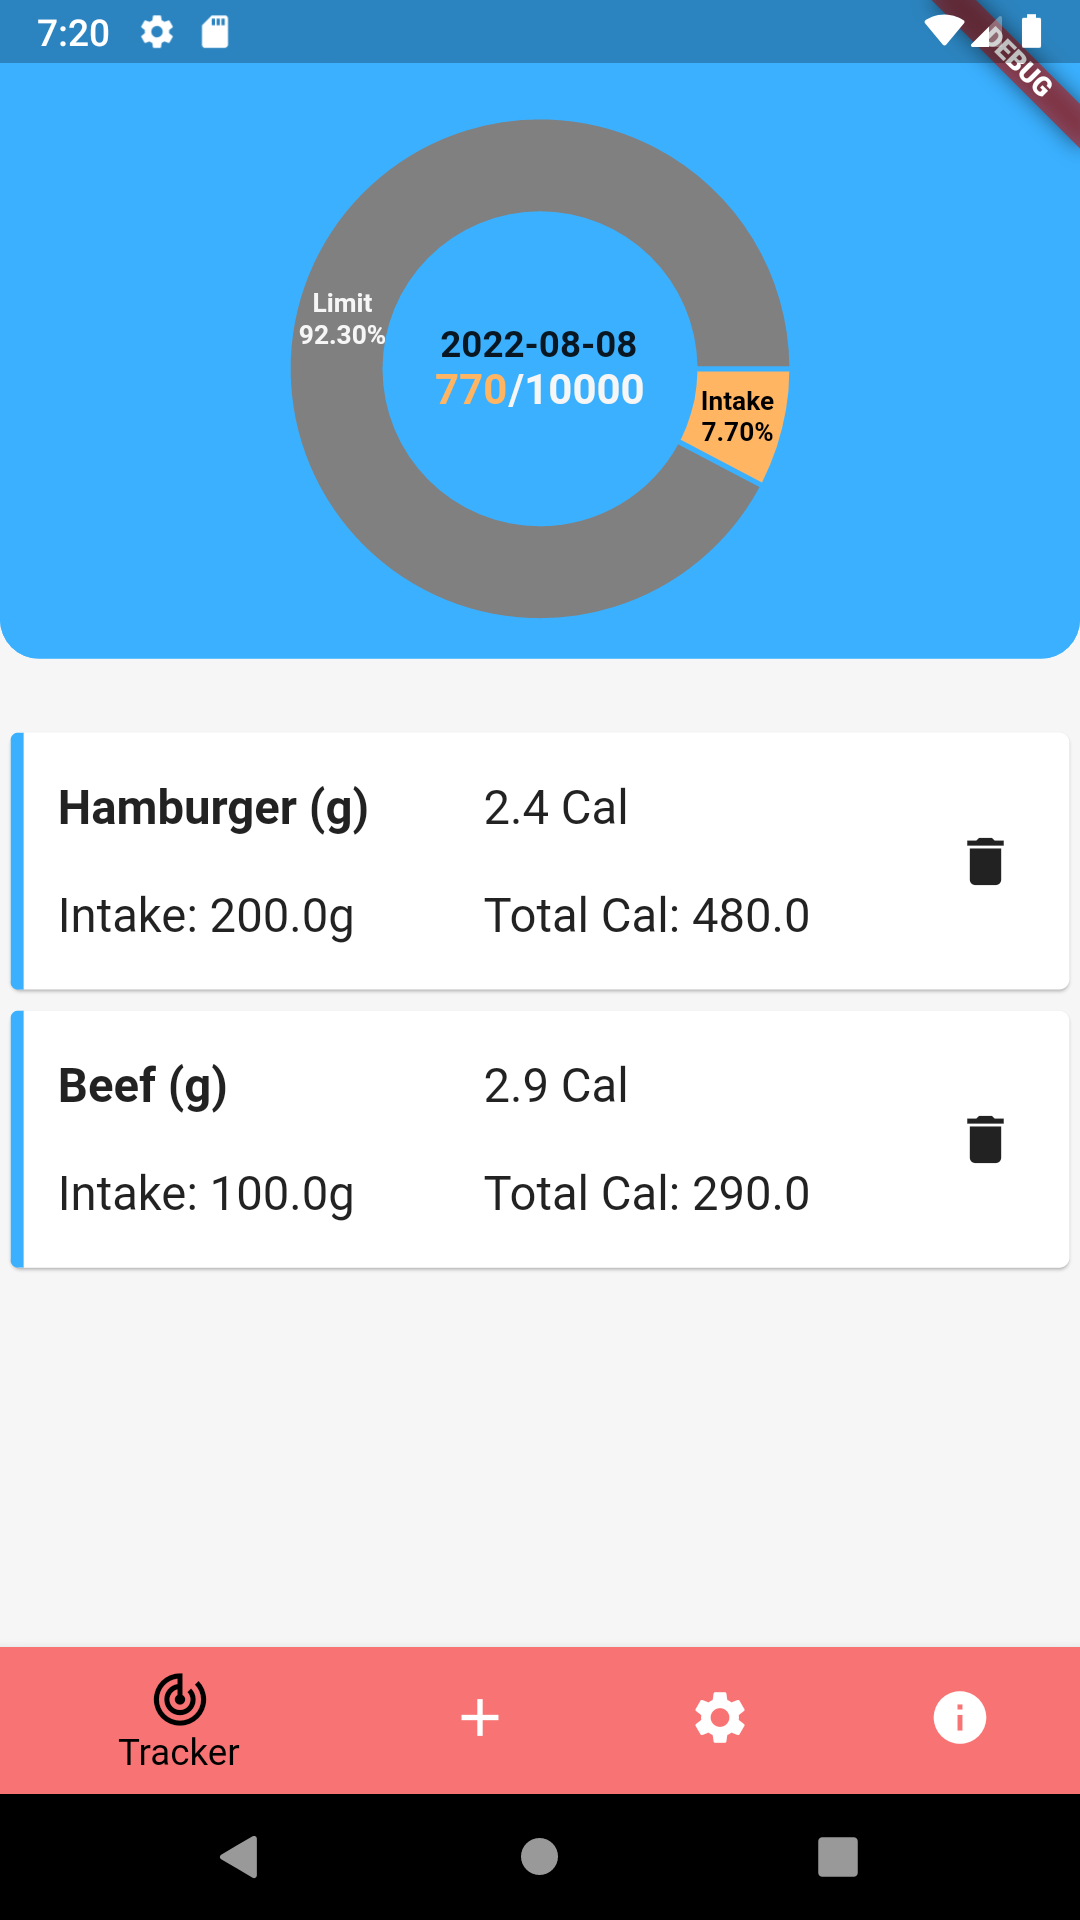 7:20
DEBUG
Limit
92.30%
2022-08-08
770/10000
Intake
7.70%
Hamburger (g)
2.4 Cal
Intake: 200.0g
Total Cal: 480.0
Beef (g)
2.9 Cal
Intake: 100.0g
Total Cal: 290.0
Tracker